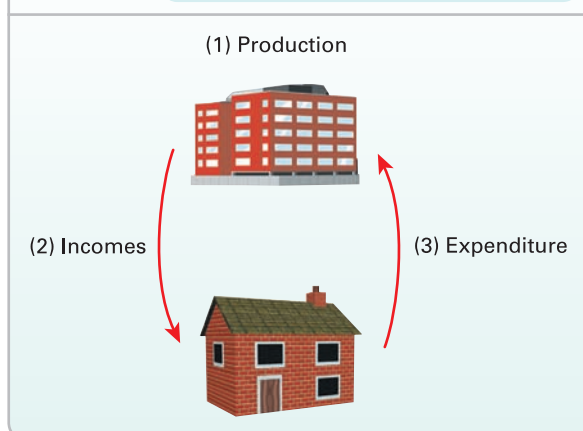 (1) Production
(2) Incomes
(3) Expenditure